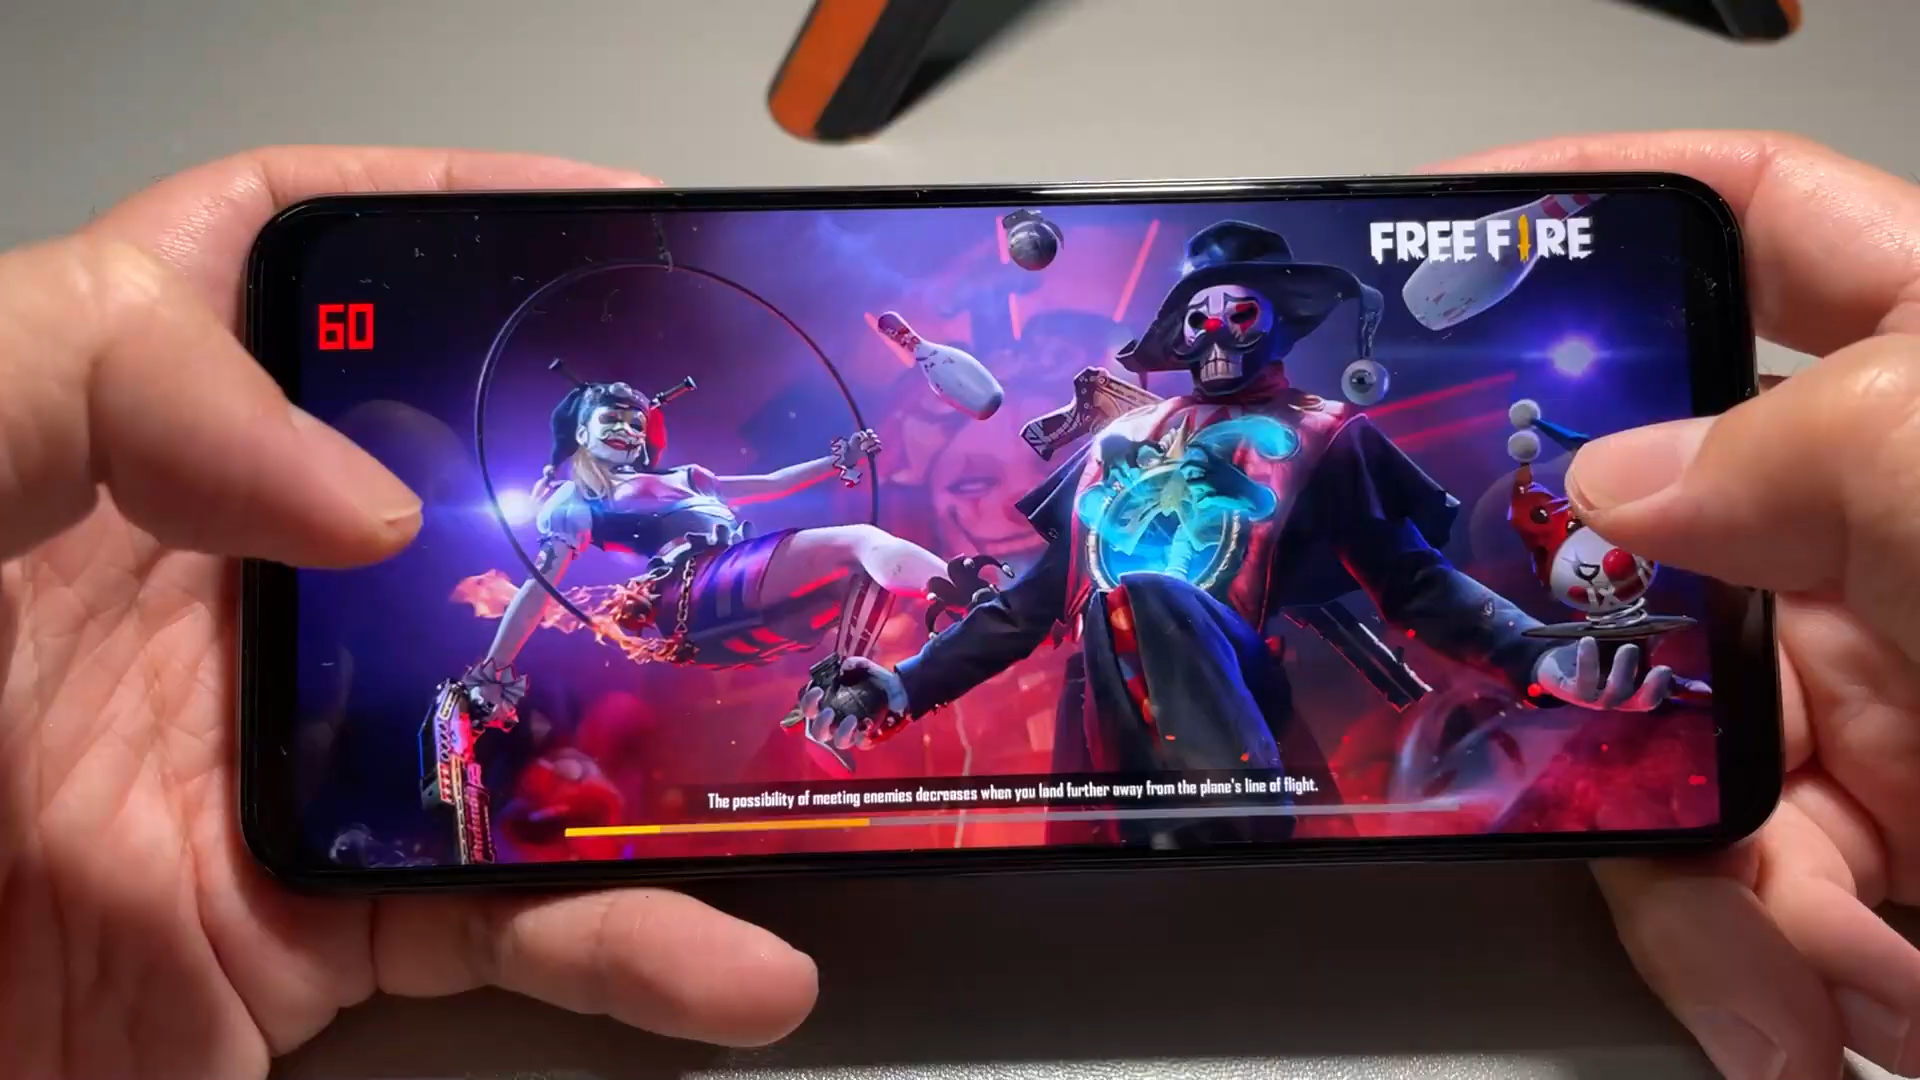 FREE FIRE
60
The possibility of meeting enemies decreases when you land further away from the plane's line of flight.